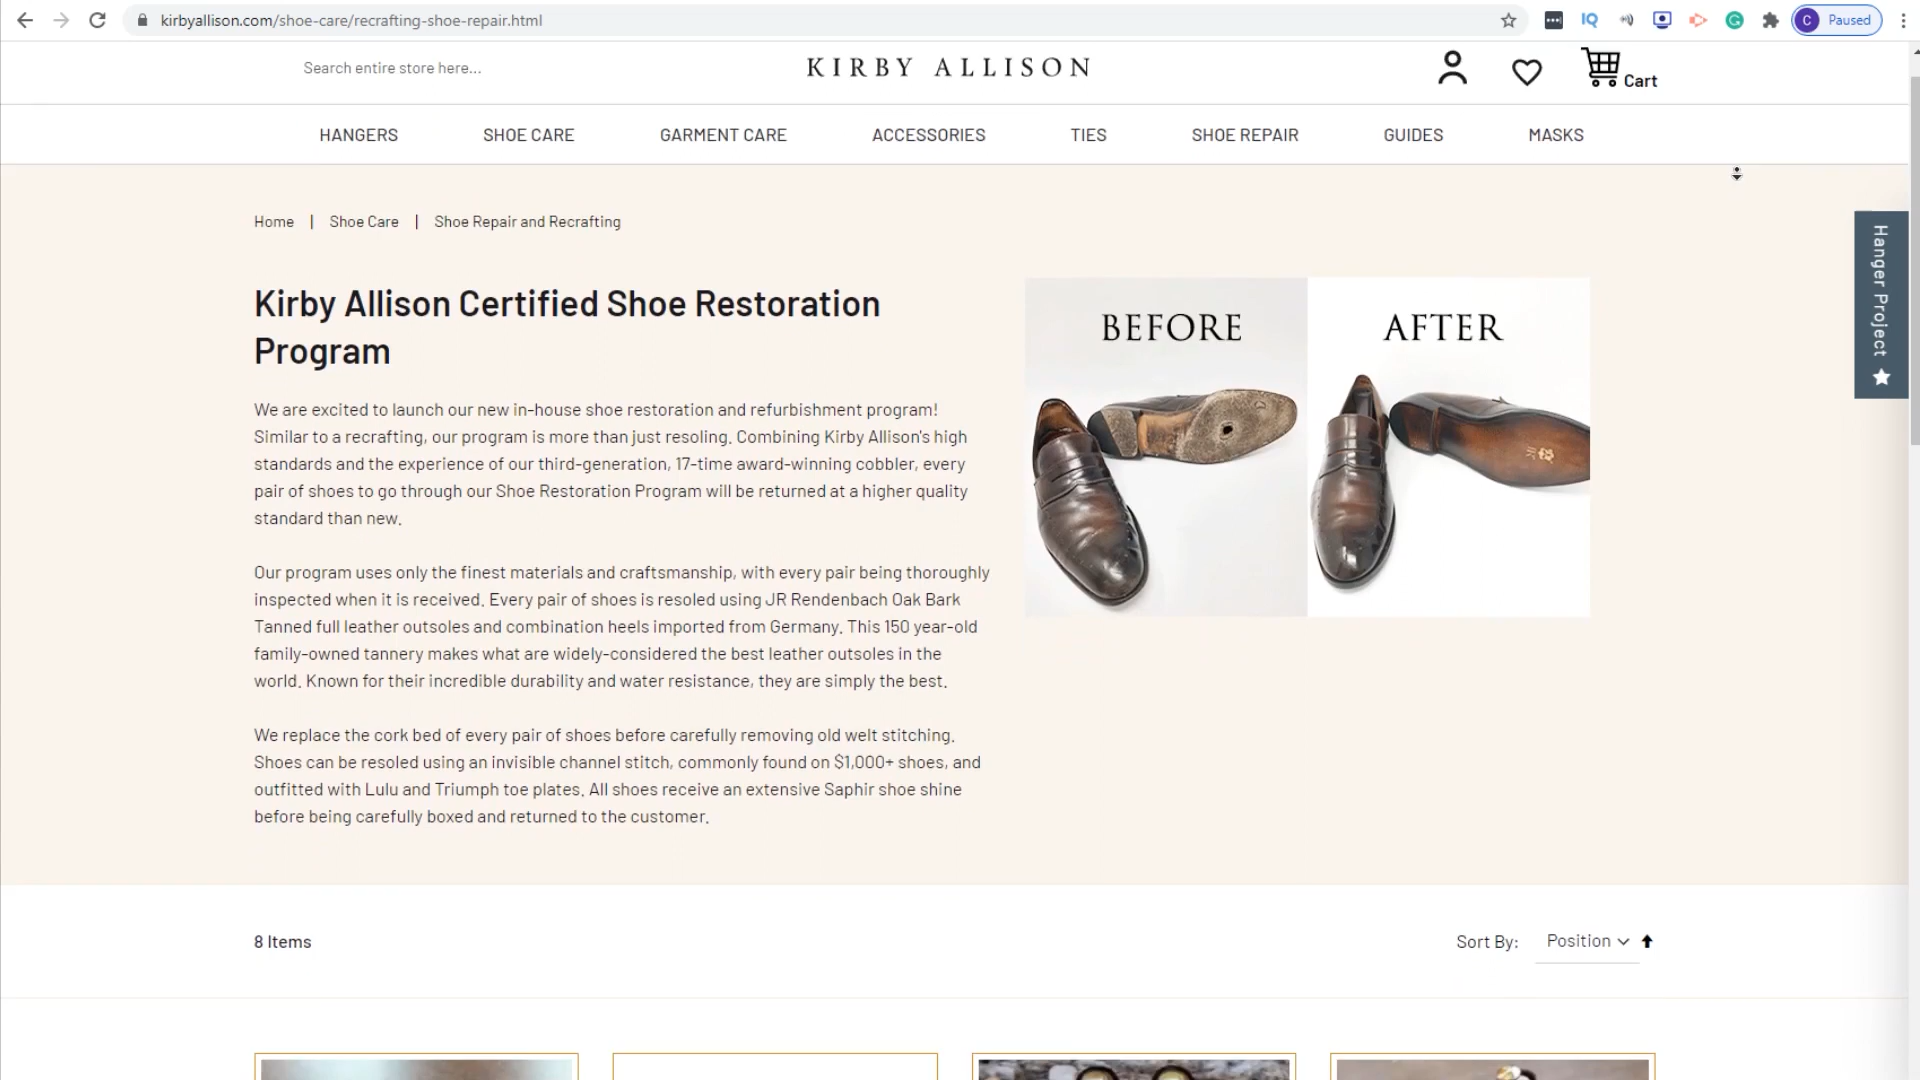 kirbyallison.com/shoe-care/recrafting-shoe-repair.html
IQ
C Paused
Search entire store here...
KIRBY ALLISON
Cart
HANGERS SHOE CARE GARMENT CARE ACCESSORIES TIES SHOE REPAIR GUIDES MASKS
Home | Shoe Care | Shoe Repair and Recrafting
Hanger Project
Kirby Allison Certified Shoe Restoration
Program
We are excited to launch our new in-house shoe restoration and refurbishment program!
Similar to a recrafting, our program is more than just resoling. Combining Kirby Allison's high
standards and the experience of our third-generation, 17-time award-winning cobbler, every
pair of shoes to go through our Shoe Restoration Program will be returned at a higher quality
standard than new.
Our program uses only the finest materials and craftsmanship, with every pair being thoroughly
inspected when it is received. Every pair of shoes is resoled using JR Rendenbach Oak Bark
Tanned full leather outsoles and combination heels imported from Germany. This 150 year-old
family-owned tannery makes what are widely-considered the best leather outsoles in the
world. Known for their incredible durability and water resistance, they are simply the best.
We replace the cork bed of every pair of shoes before carefully removing old welt stitching.
Shoes can be resoled using an invisible channel stitch, commonly found on $1,000+ shoes, and
outfitted with Lulu and Triumph toe plates. All shoes receive an extensive Saphir shoe shine
before being carefully boxed and returned to the customer.
BEFORE AFTER
8 Items
Sort By: Position